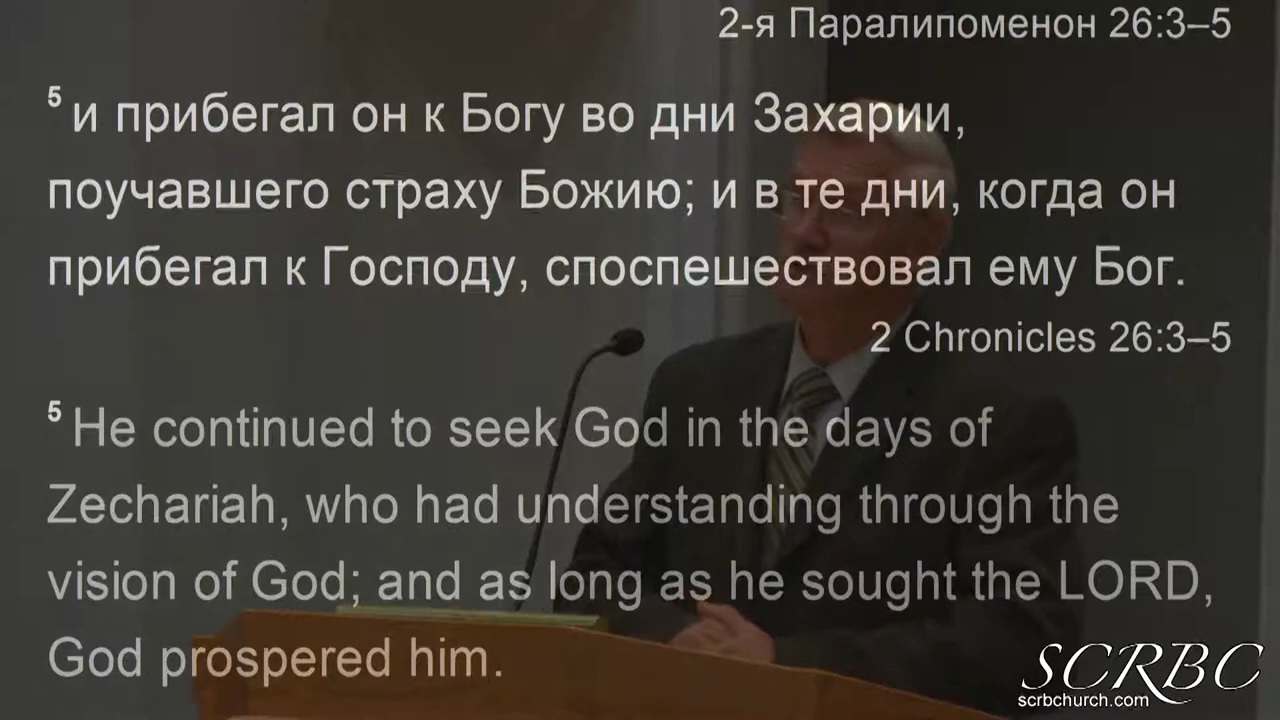 2-я Паралипоменон 26:3–5
5 и прибегал он к Богу во дни Захарии,
поучавшего страху Божию; и в те дни, когда он
прибегал к Господу, споспешествовал ему Бог.
2 Chronicles 26:3–5
5 He continued to seek God in the days of
Zechariah, who had understanding through the
vision of God; and as long as he sought the LORD,
God prospered him.
SCRBC
scrbchurch.com